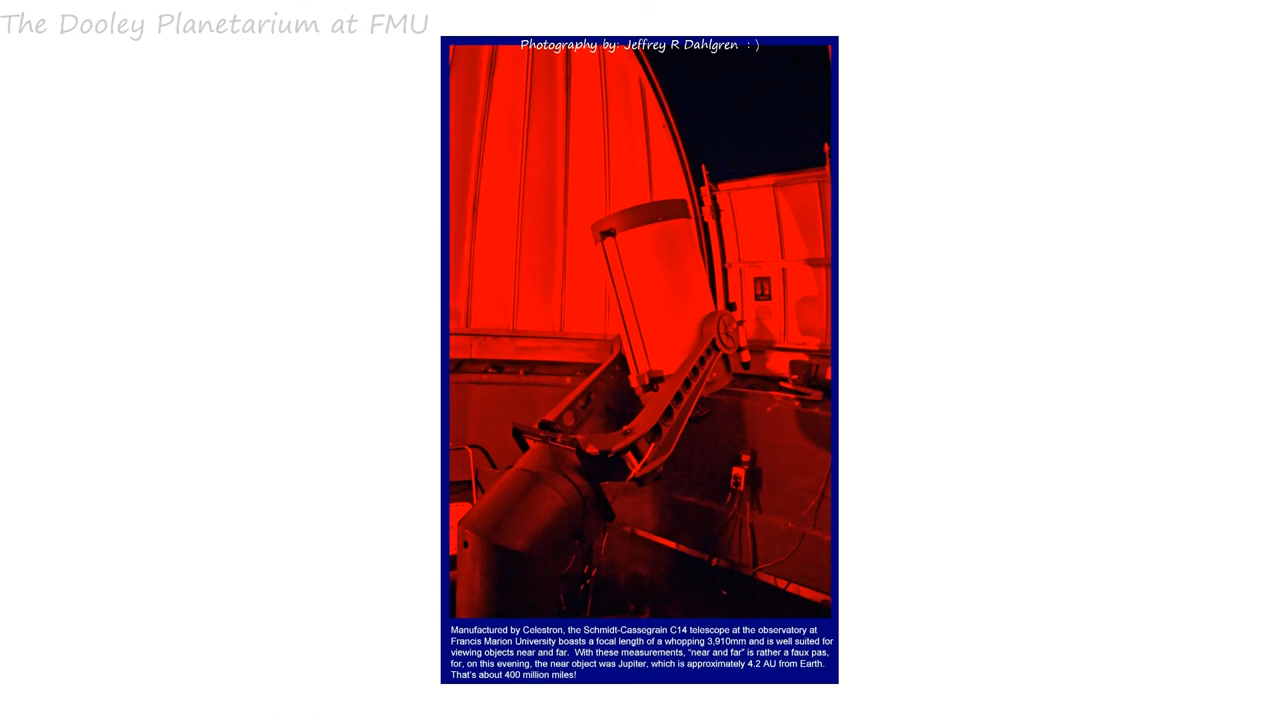 The Dooley Planetarium at FMU
Photography by: Jeffrey R Dahlgren : )
Manufactured by Celestron, the Schmidt-Cassegrain C14 telescope at the observatory at
Francis Marion University boasts a focal length of a whopping 3,910mm and is well suited for
viewing objects near and far.  With these measurements, "near and far" is rather a faux pas,
for, on this evening, the near object was Jupiter, which is approximately 4.2 AU from Earth.
That's about 400 million miles!